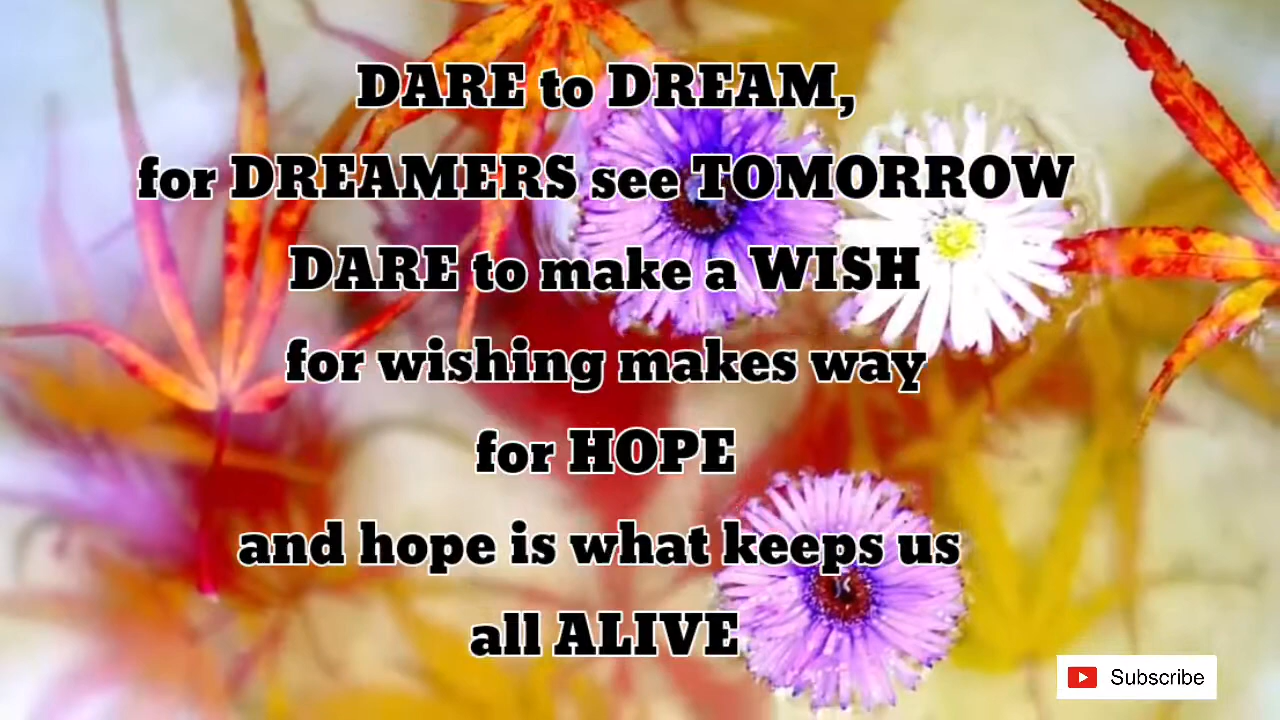 DARE to DREAM,
for DREAMERS see TOMORROW
DARE to make a WISH
for wishing makes way
for HOPE
and hope is what keeps us
all ALIVE
Subscribe